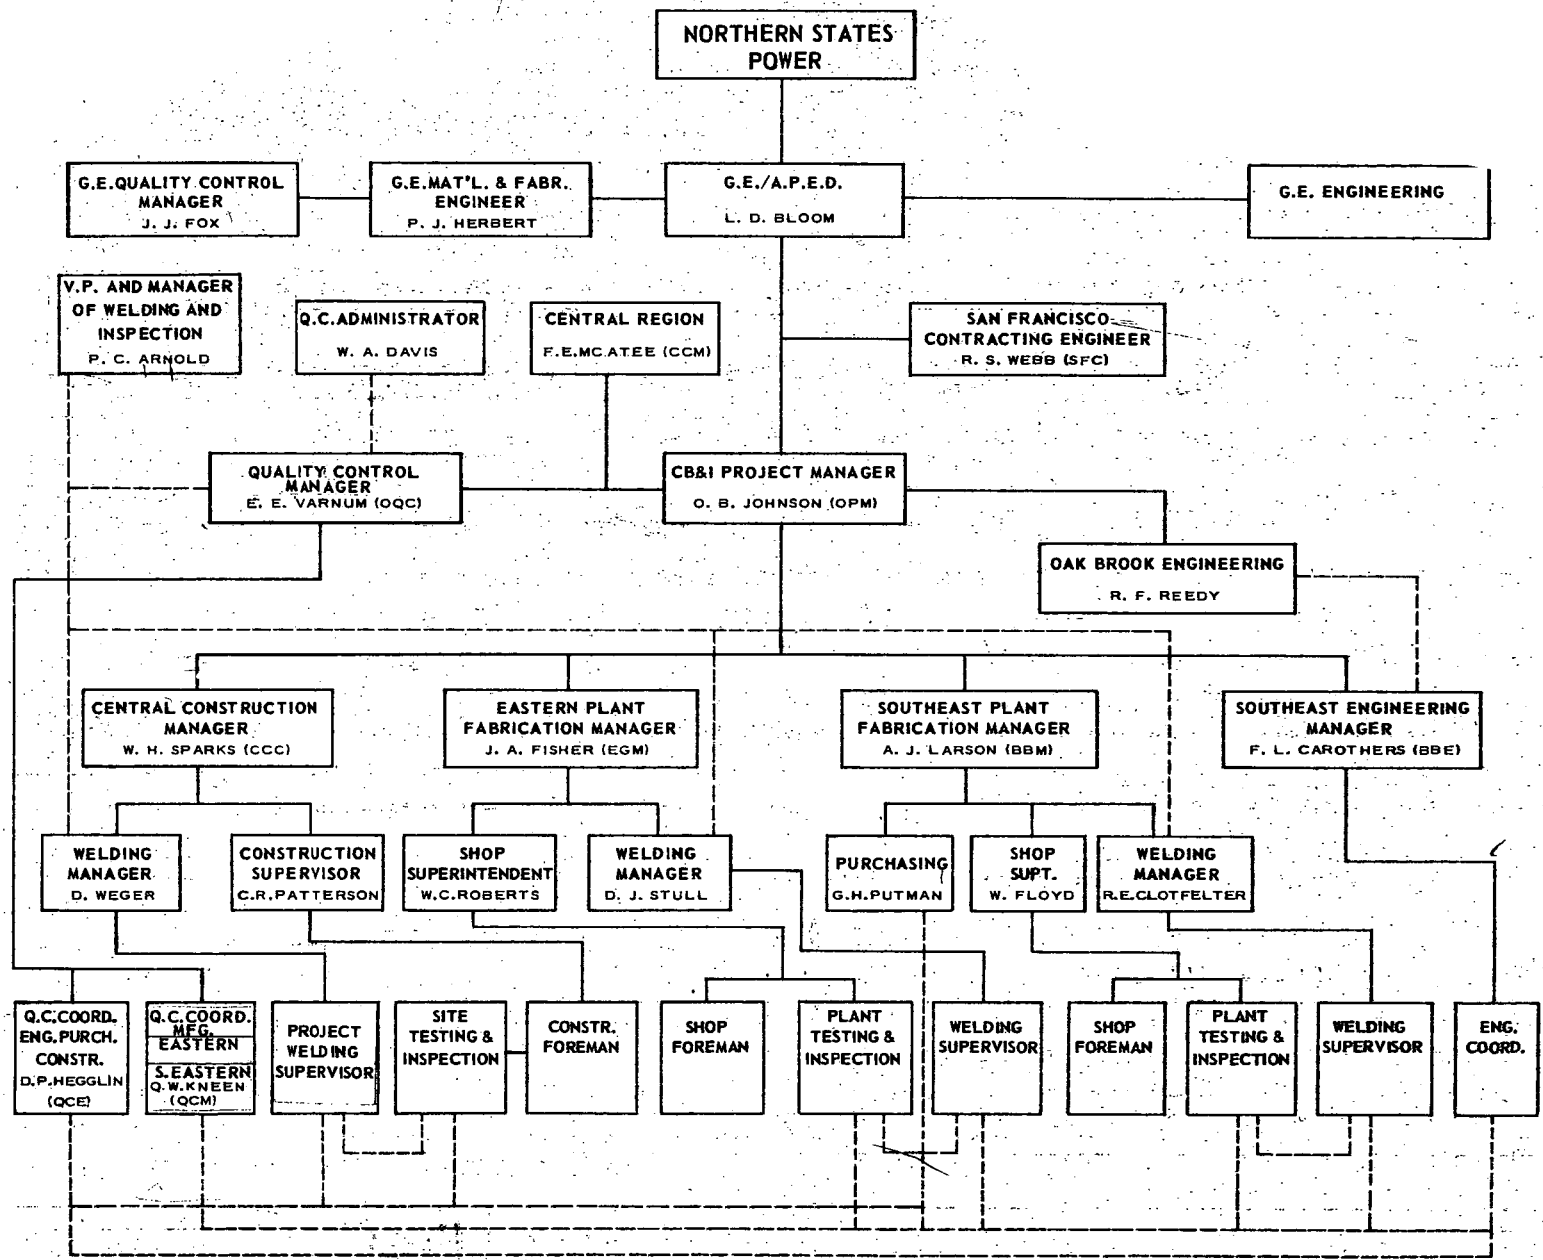 NORTHERN STATES
POWER
G.E. QUALITY CONTROL
MANAGER
J. J. FOX
G.E. MAT'L. & FABR.
ENGINEER
P. J. HERBERT
G.E./A.P.E.D.
L. D. BLOOM
G.E. ENGINEERING
V.P. AND MANAGER
OF WELDING AND
INSPECTION
P. C. ARNOLD
Q.C. ADMINISTRATOR
W. A. DAVIS
CENTRAL REGION
F. E. MC ATEE (CCM)
SAN FRANCISCO
CONTRACTING ENGINEER
R. S. WEBB (SFC)
QUALITY CONTROL
MANAGER
E. E. VARNUM (OQC)
CB&I PROJECT MANAGER
O. B. JOHNSON (OPM)
OAK BROOK ENGINEERING
R. F. REEDY
CENTRAL CONSTRUCTION
MANAGER
W. H. SPARKS (CCC)
EASTERN PLANT
FABRICATION MANAGER
J. A. FISHER (EGM)
SOUTHEAST PLANT
FABRICATION MANAGER
A. J. LARSON (BBM)
SOUTHEAST ENGINEERING
MANAGER
F. L. CAROTHERS (BBE)
WELDING
MANAGER
D. WEGER
CONSTRUCTION
SUPERVISOR
C.R. PATTERSON
SHOP
SUPERINTENDENT
W.C. ROBERTS
WELDING
MANAGER
D. J. STULL
PURCHASING
G.H. PUTMAN
SHOP
SUPT.
W. FLOYD
WELDING
MANAGER
R.E. CLOTFELTER
Q.C. COORD.
ENG. PURCH.
CONSTR.
D.P. HEGGLIN
(QCE)
Q.C. COORD.
MFG.
EASTERN
S. EASTERN
Q.W. KNEEN
(QCM)
PROJECT
WELDING
SUPERVISOR
SITE
TESTING &
INSPECTION
CONSTR.
FOREMAN
SHOP
FOREMAN
PLANT
TESTING &
INSPECTION
WELDING
SUPERVISOR
SHOP
FOREMAN
PLANT
TESTING &
INSPECTION
WELDING
SUPERVISOR
ENG.
COORD.